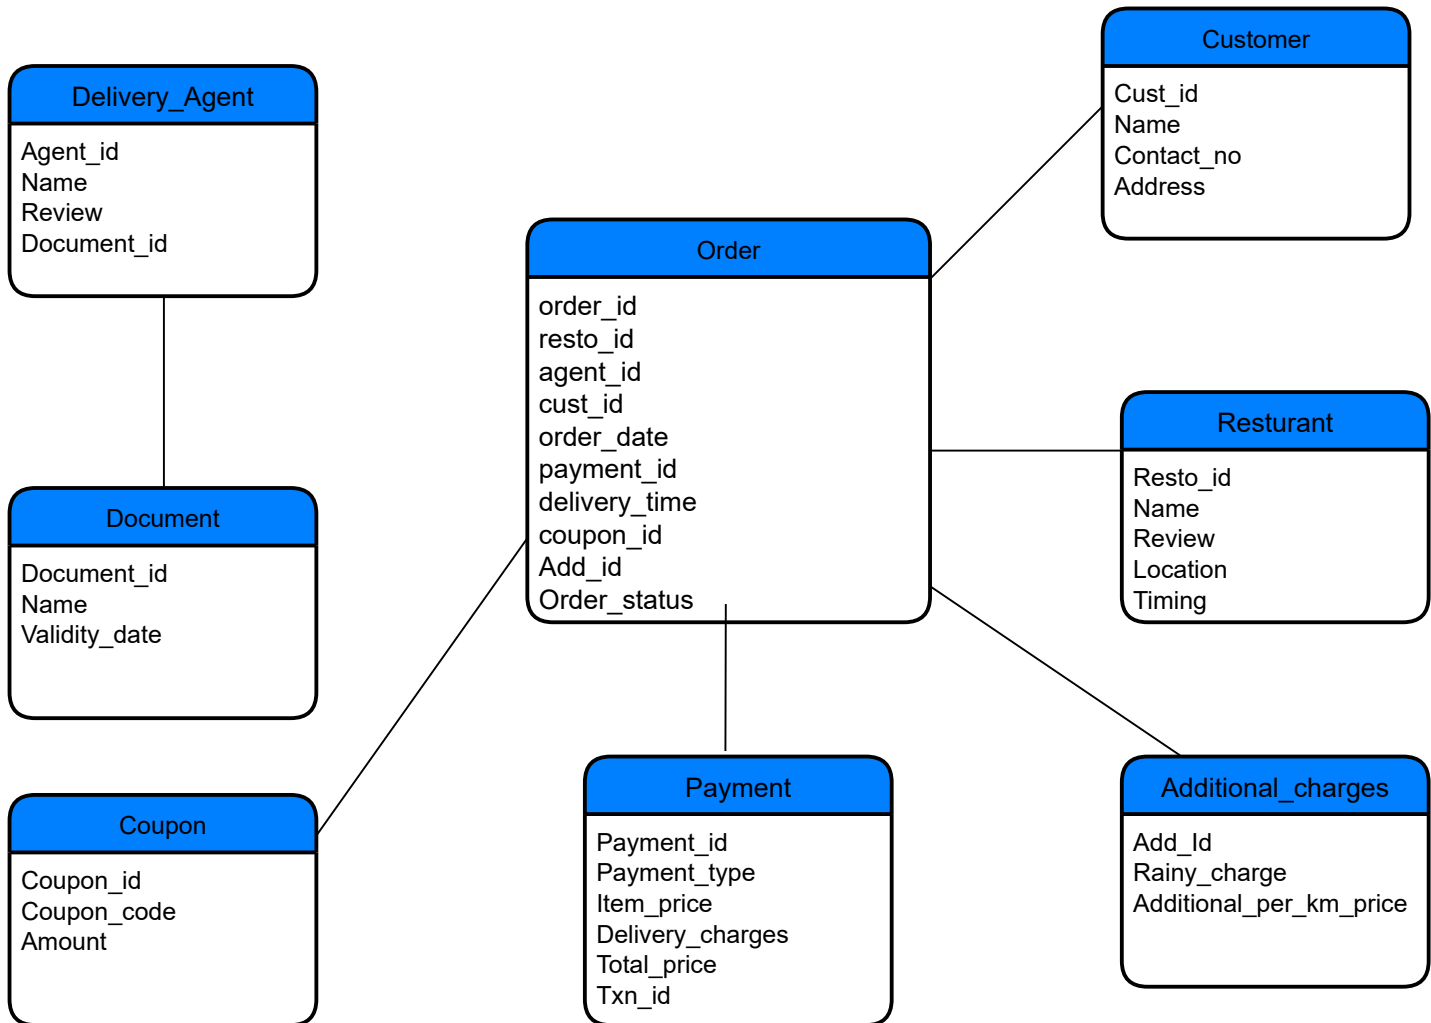 Customer
Cust_id
Name
Contact_no
Address
Delivery_Agent
Agent_id
Name
Review
Document_id
Order
order_id
resto_id
agent_id
cust_id
order_date
payment_id
delivery_time
coupon_id
Add_id
Order_status
Resturant
Resto_id
Name
Review
Location
Timing
Document
Document_id
Name
Validity_date
Coupon
Coupon_id
Coupon_code
Amount
Payment
Payment_id
Payment_type
Item_price
Delivery_charges
Total_price
Txn_id
Additional_charges
Add_Id
Rainy_charge
Additional_per_km_price